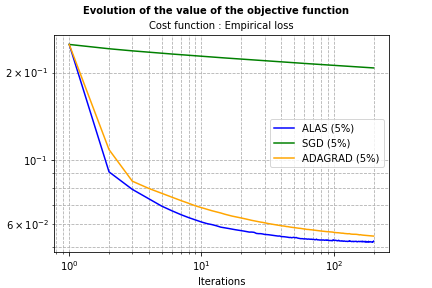 Evolution of the value of the objective function
Cost function : Empirical loss
2 × 10⁻¹
10⁻¹
6 × 10⁻²
ALAS (5%)
SGD (5%)
ADAGRAD (5%)
10⁰
10¹
10²
Iterations